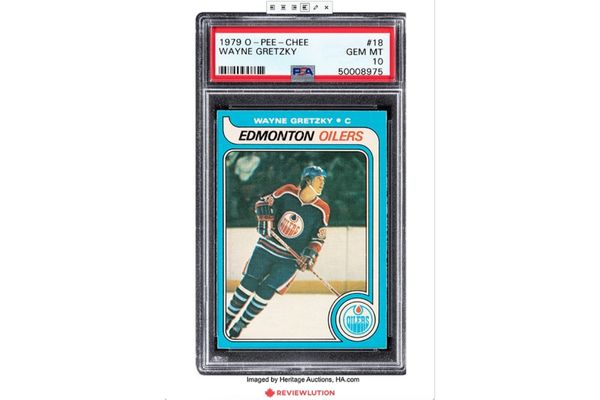 1979 O-PEE-CHEE #18
WAYNE GRETZKY GEM MT
10
PSA 50008975
WAYNE GRETZKY • C
EDMONTON OILERS
OILERS
OILERS
Imaged by Heritage Auctions, HA.com
REVIEWLUTION